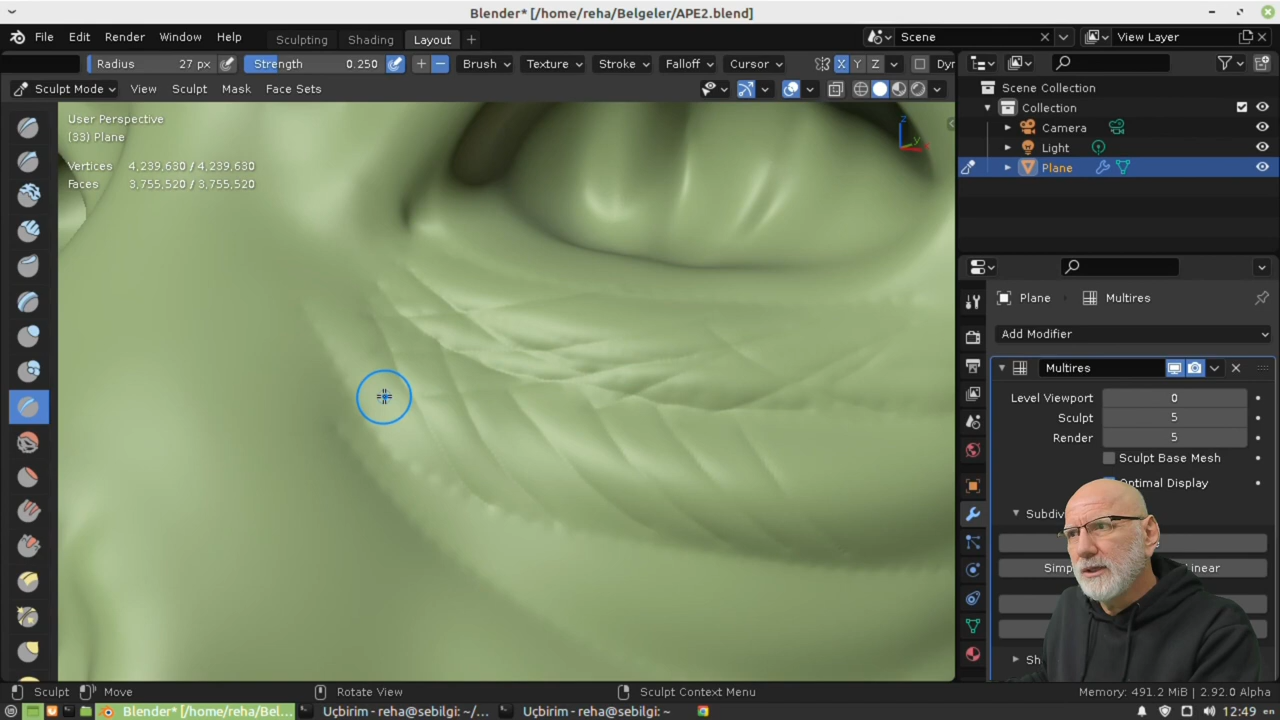 Blender* [/home/reha/Belgeler/APE2.blend]
File Edit Render Window Help
Sculpting Shading Layout +
Scene View Layer
Radius 27 px Strength 0.250 Brush Texture Stroke Falloff Cursor X Y Z Dyn
Sculpt Mode View Sculpt Mask Face Sets
User Perspective
(33) Plane
Vertices 4,239,630 / 4,239,630
Faces 3,755,520 / 3,755,520
Z
Y
Scene Collection
Collection
Camera
Light
Plane
Plane Multires
Add Modifier
Multires
Level Viewport 0
Sculpt 5
Render 5
Sculpt Base Mesh
Optimal Display
Subdiv
Simp Linear
Sh
Sculpt Move Rotate View Sculpt Context Menu Memory: 491.2 MiB | 2.92.0 Alpha
Blender* [/home/reha/Bel... Uçbirim - reha@sebilgi: ~/... Uçbirim - reha@sebilgi: ~ 12:49 en